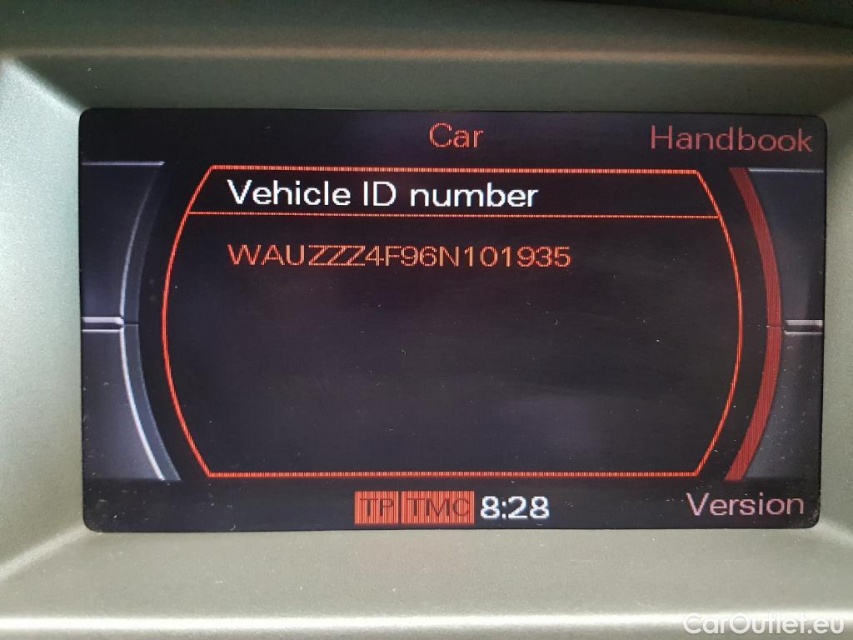 Car
Handbook
Vehicle ID number
WAUZZZ4F96N101935
TP TMC 8:28
Version
CarOutlet.eu